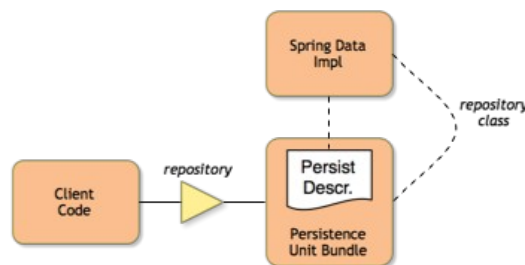 Spring Data
Impl
repository
class
repository
Persist
Descr.
Client
Code
Persistence
Unit Bundle